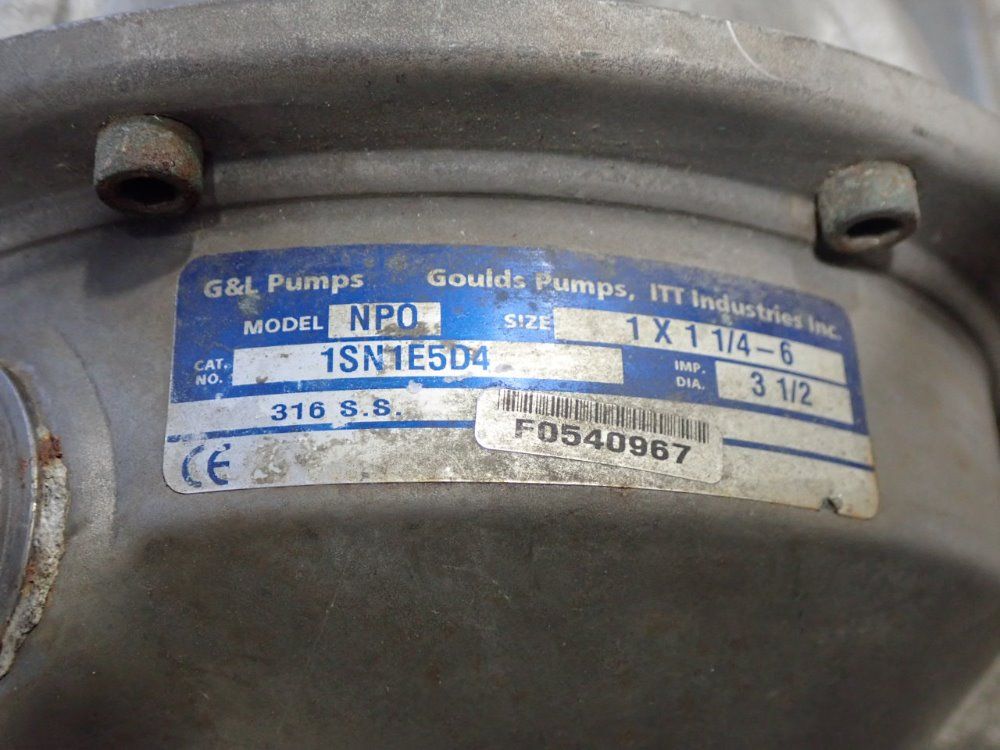 G&L Pumps Goulds Pumps, ITT Industries Inc.
MODEL NPO SIZE 1 X 1 1/4-6
CAT. NO. 1SN1E5D4 IMP. DIA. 3 1/2
316 S.S.
F0540967
CE